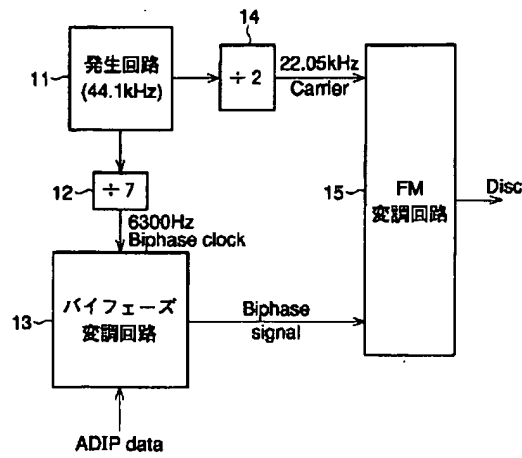 14
11
発生回路
(44.1kHz)
÷2
22.05kHz
Carrier
12
÷7
6300Hz
Biphase clock
15
FM
変調回路
Disc
13
バイフェーズ
変調回路
Biphase
signal
ADIP data